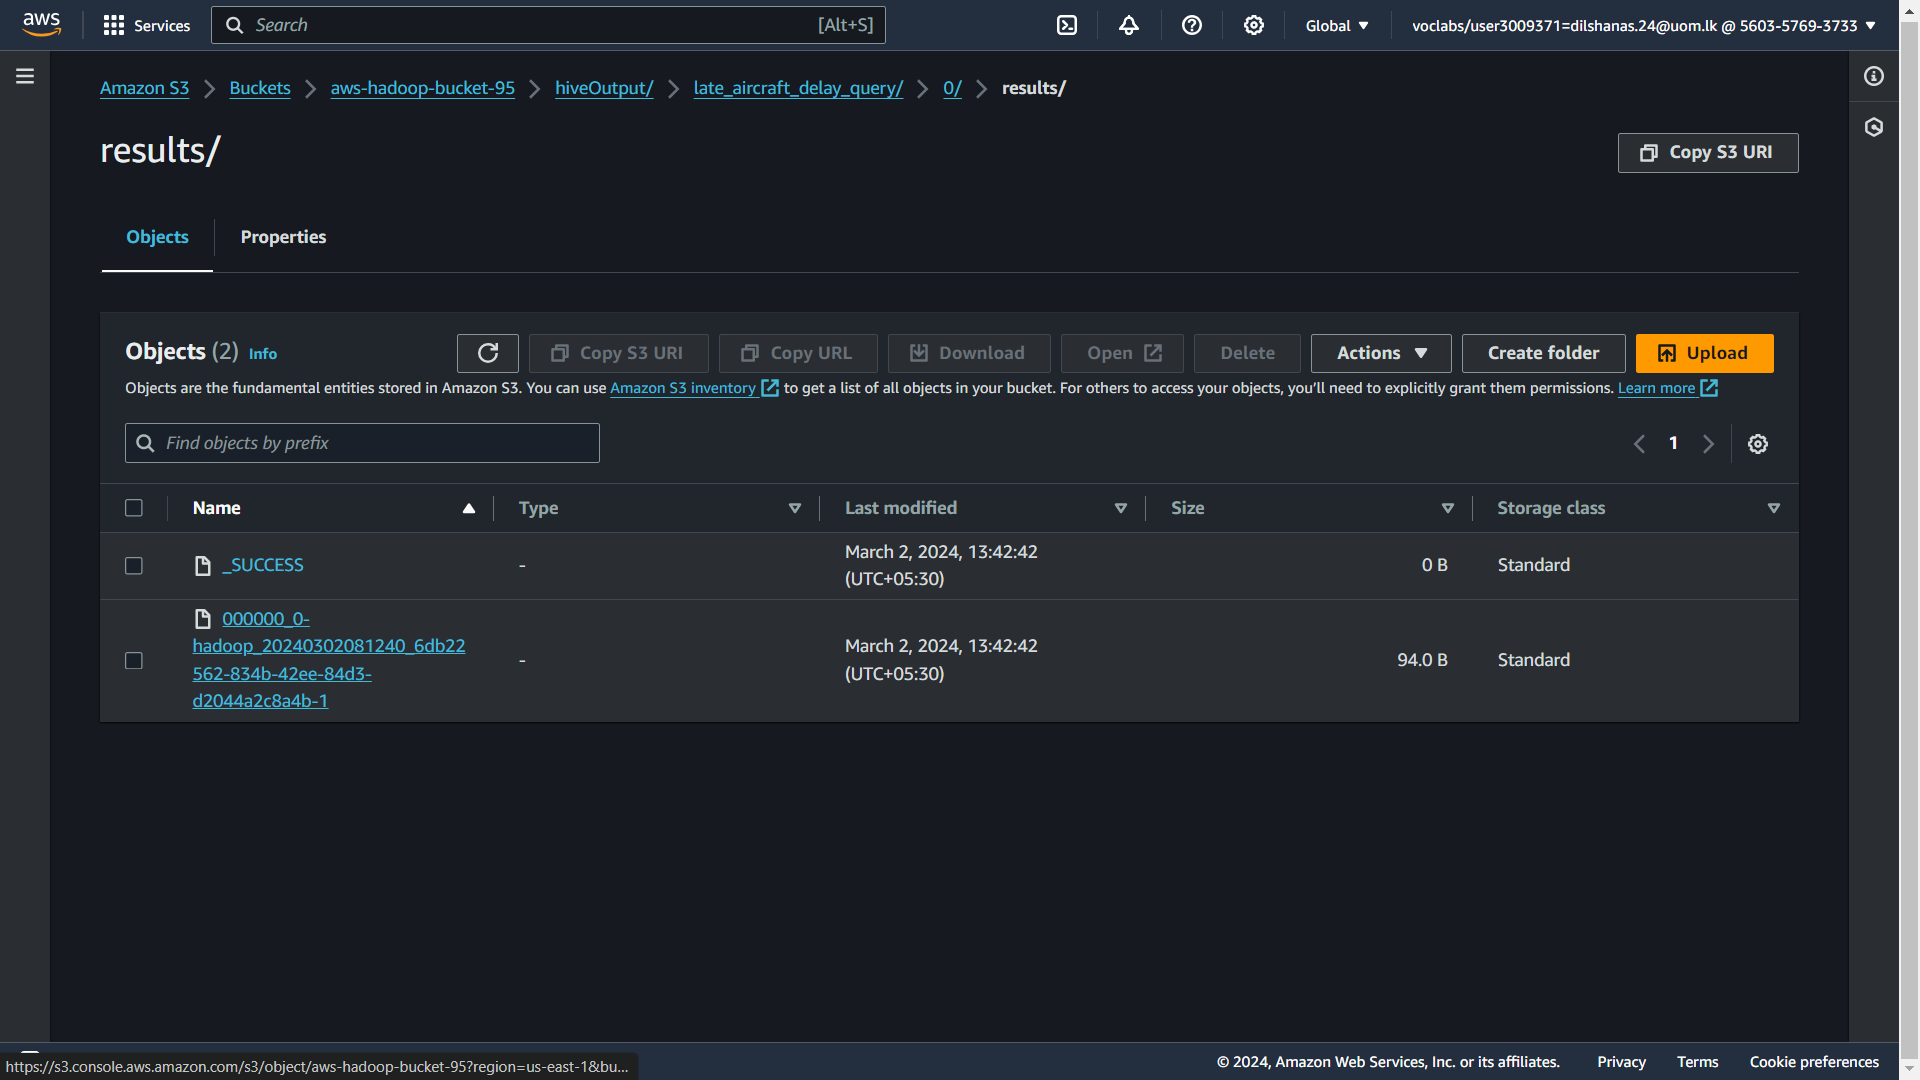 aws
Services
Search
[Alt+S]
Global
voclabs/user3009371=dilshanas.24@uom.lk @ 5603-5769-3733
Amazon S3
Buckets
aws-hadoop-bucket-95
hiveOutput/
late_aircraft_delay_query/
0/
results/
results/
Copy S3 URI
Objects
Properties
Objects (2) Info
Copy S3 URI
Copy URL
Download
Open
Delete
Actions
Create folder
Upload
Objects are the fundamental entities stored in Amazon S3. You can use Amazon S3 inventory to get a list of all objects in your bucket. For others to access your objects, you'll need to explicitly grant them permissions. Learn more
Find objects by prefix
1
Name
Type
Last modified
Size
Storage class
_SUCCESS
-
March 2, 2024, 13:42:42
(UTC+05:30)
0 B
Standard
000000_0-
hadoop_20240302081240_6db22
562-834b-42ee-84d3-
d2044a2c8a4b-1
-
March 2, 2024, 13:42:42
(UTC+05:30)
94.0 B
Standard
https://s3.console.aws.amazon.com/s3/object/aws-hadoop-bucket-95?region=us-east-1&bu...
© 2024, Amazon Web Services, Inc. or its affiliates.
Privacy
Terms
Cookie preferences